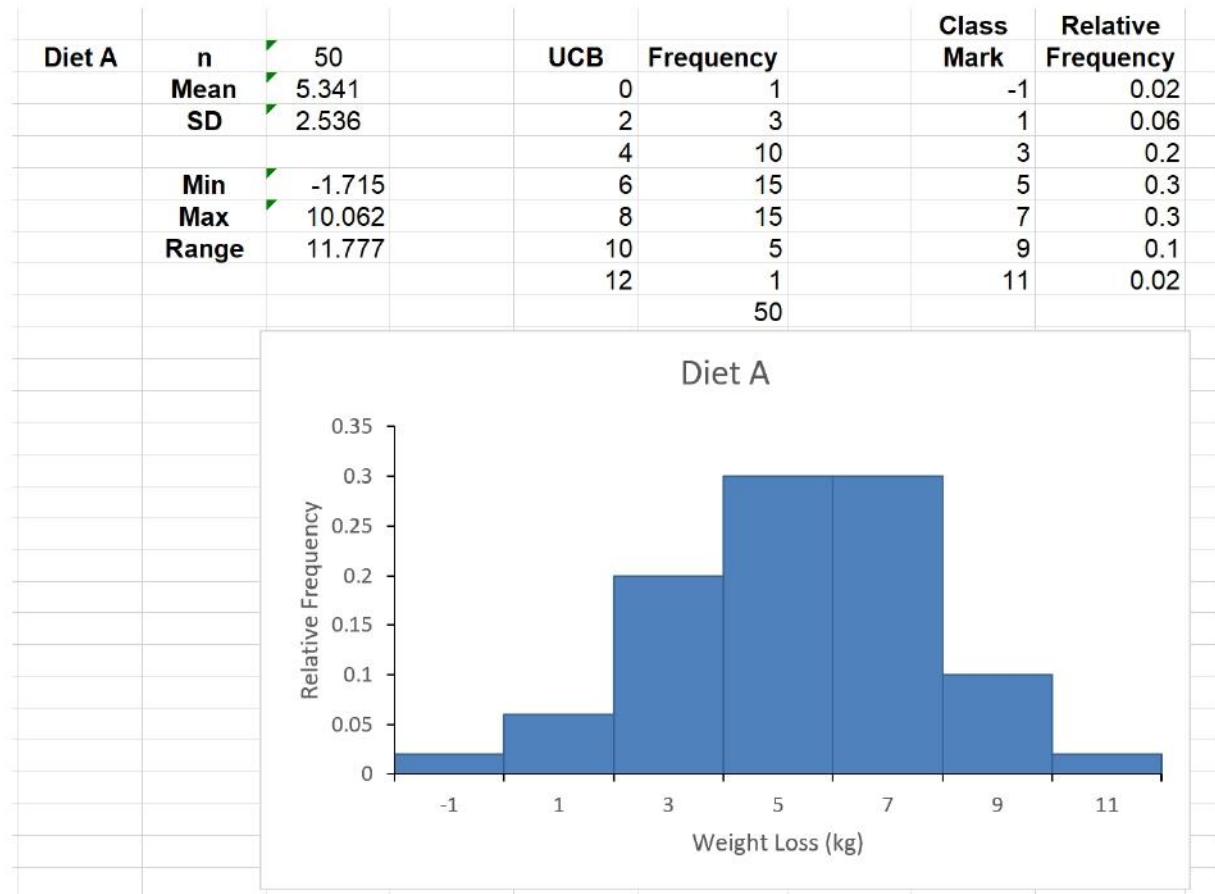 Class Relative
Diet A n 50 UCB Frequency Mark Frequency
Mean 5.341 0 1 -1 0.02
SD 2.536 2 3 1 0.06
4 10 3 0.2
Min -1.715 6 15 5 0.3
Max 10.062 8 15 7 0.3
Range 11.777 10 5 9 0.1
12 1 11 0.02
50
Diet A
0.35
0.3
0.25
0.2
0.15
0.1
0.05
0
Relative Frequency
-1 1 3 5 7 9 11
Weight Loss (kg)